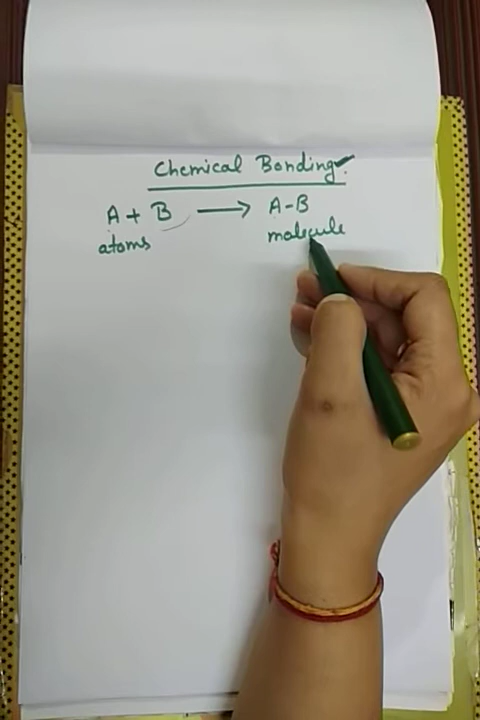 Chemical Bonding.
A + B ⟶ A-B
atoms molecule